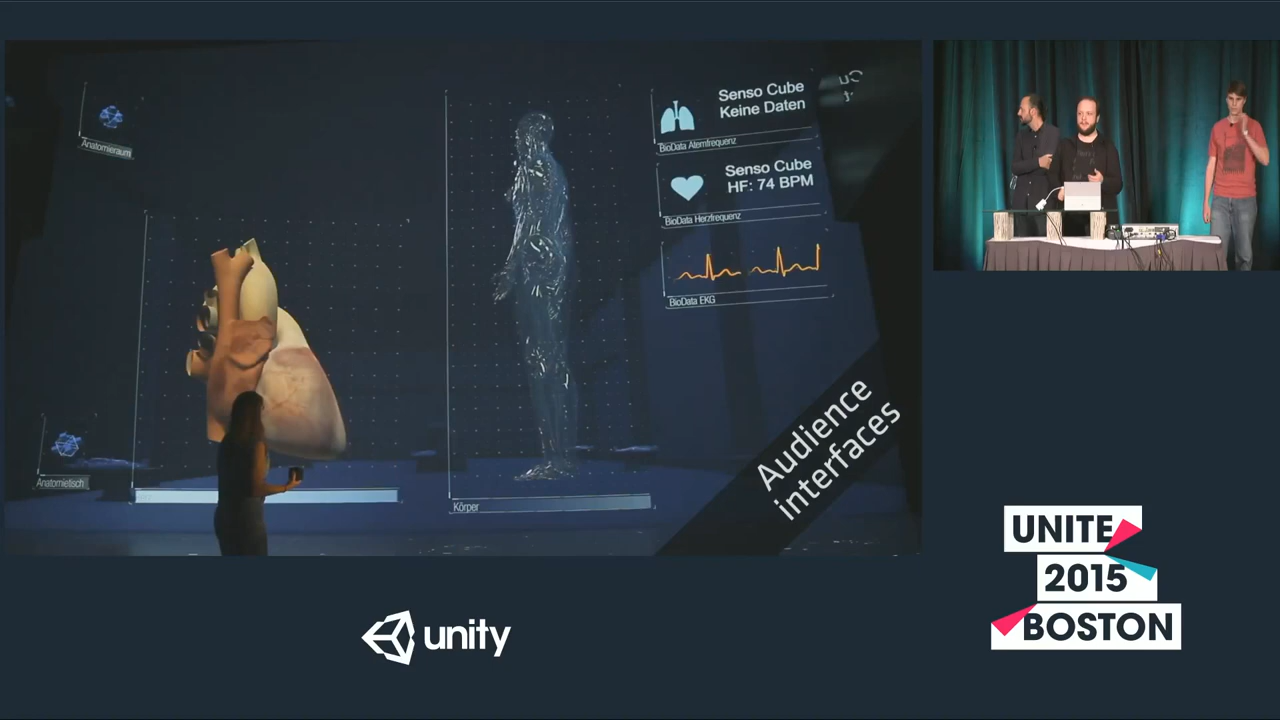 Anatomieraum
Senso Cube
Keine Daten
BioData Atemfrequenz
Senso Cube
HF: 74 BPM
BioData Herzfrequenz
BioData EKG
Anatomietisch
Körper
Audience
interfaces
unity
UNITE
2015
BOSTON